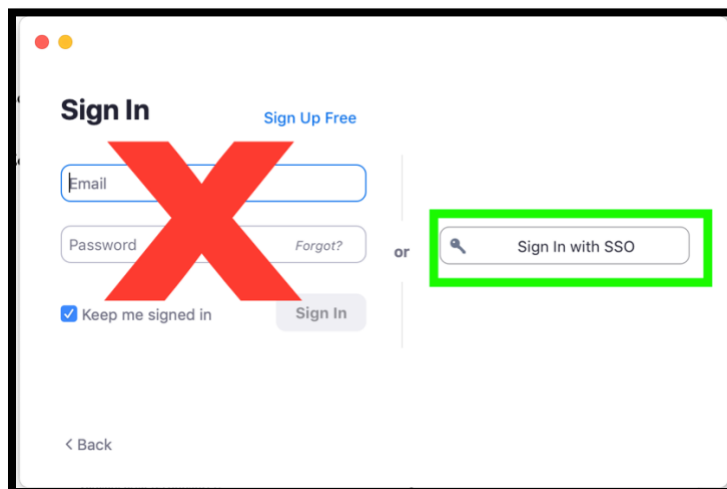 Sign In
Sign Up Free
Email
Password
Forgot?
or
Sign In with SSO
Keep me signed in
Sign In
< Back